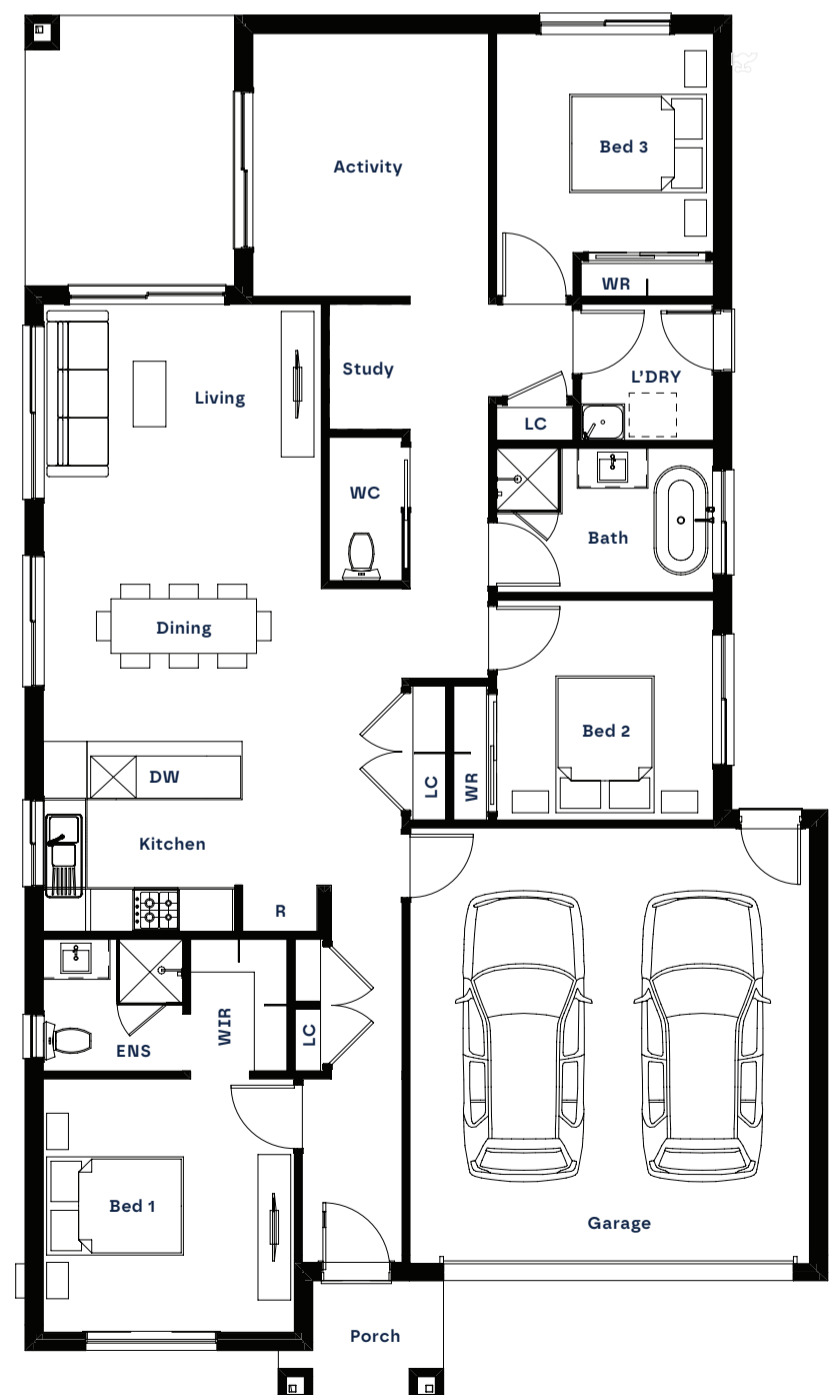 Bed 3
Activity
WR
Study
L'DRY
Living
LC
WC
Bath
Dining
Bed 2
DW
LC
WR
Kitchen
R
WIR
LC
ENS
Bed 1
Garage
Porch